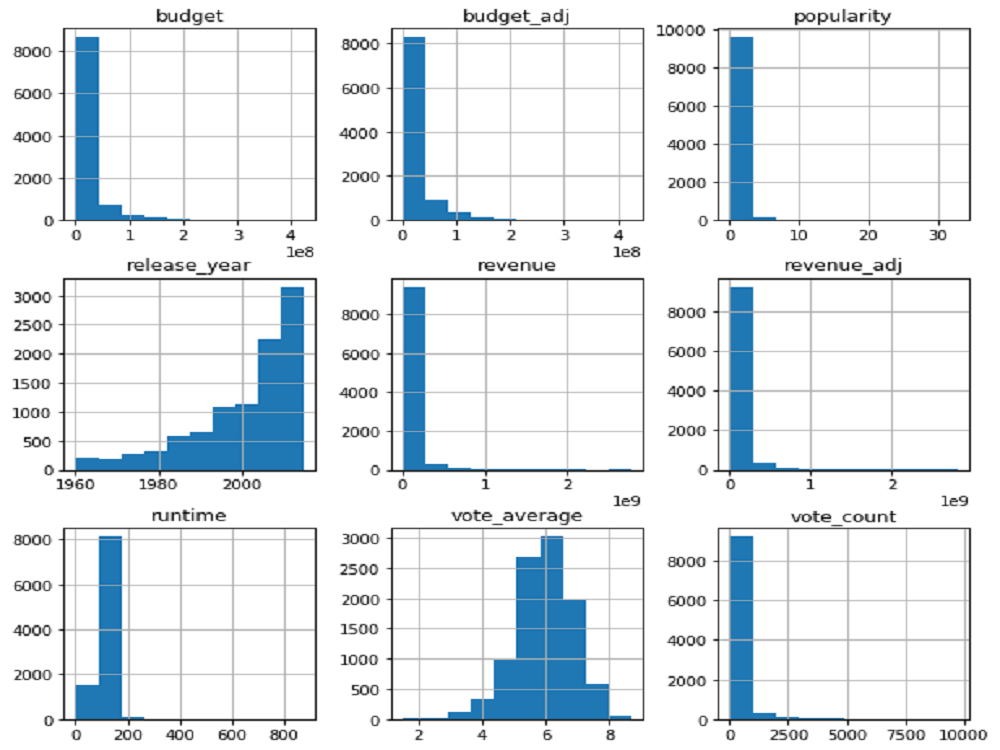 budget budget_adj popularity
8000 6000 4000 2000 0
0 1 2 3 4
1e8
8000 6000 4000 2000 0
0 1 2 3 4
1e8
10000 8000 6000 4000 2000 0
0 10 20 30
release_year revenue revenue_adj
3000 2500 2000 1500 1000 500 0
1960 1980 2000
8000 6000 4000 2000 0
0 1 2
1e9
8000 6000 4000 2000 0
0 1 2
1e9
runtime vote_average vote_count
8000 6000 4000 2000 0
0 200 400 600 800
3000 2500 2000 1500 1000 500 0
2 4 6 8
8000 6000 4000 2000 0
0 2500 5000 7500 10000